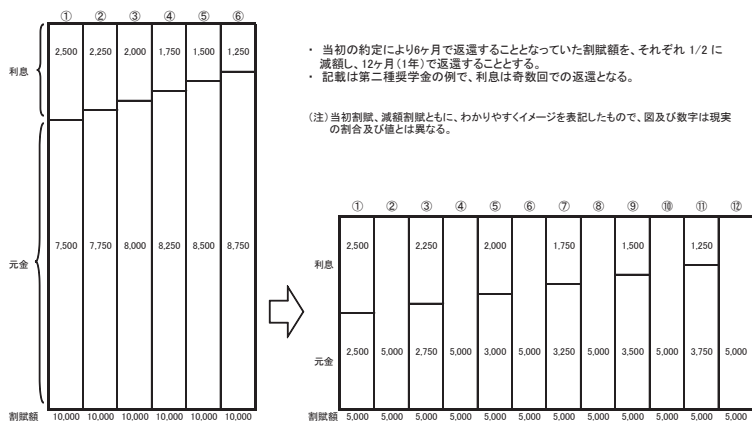 ① ② ③ ④ ⑤ ⑥
利息 2,500 2,250 2,000 1,750 1,500 1,250
元金 7,500 7,750 8,000 8,250 8,500 8,750
割賦額 10,000 10,000 10,000 10,000 10,000 10,000
・ 当初の約定により6ヶ月で返還することとなっていた割賦額を、それぞれ 1/2 に
減額し、12ヶ月(1年)で返還することとする。
・ 記載は第二種奨学金の例で、利息は奇数回での返還となる。
(注)当初割賦、減額割賦ともに、わかりやすくイメージを表記したもので、図及び数字は現実
の割合及び値とは異なる。
① ② ③ ④ ⑤ ⑥ ⑦ ⑧ ⑨ ⑩ ⑪ ⑫
利息 2,500 2,250 2,000 1,750 1,500 1,250
元金 2,500 5,000 2,750 5,000 3,000 5,000 3,250 5,000 3,500 5,000 3,750 5,000
割賦額 5,000 5,000 5,000 5,000 5,000 5,000 5,000 5,000 5,000 5,000 5,000 5,000